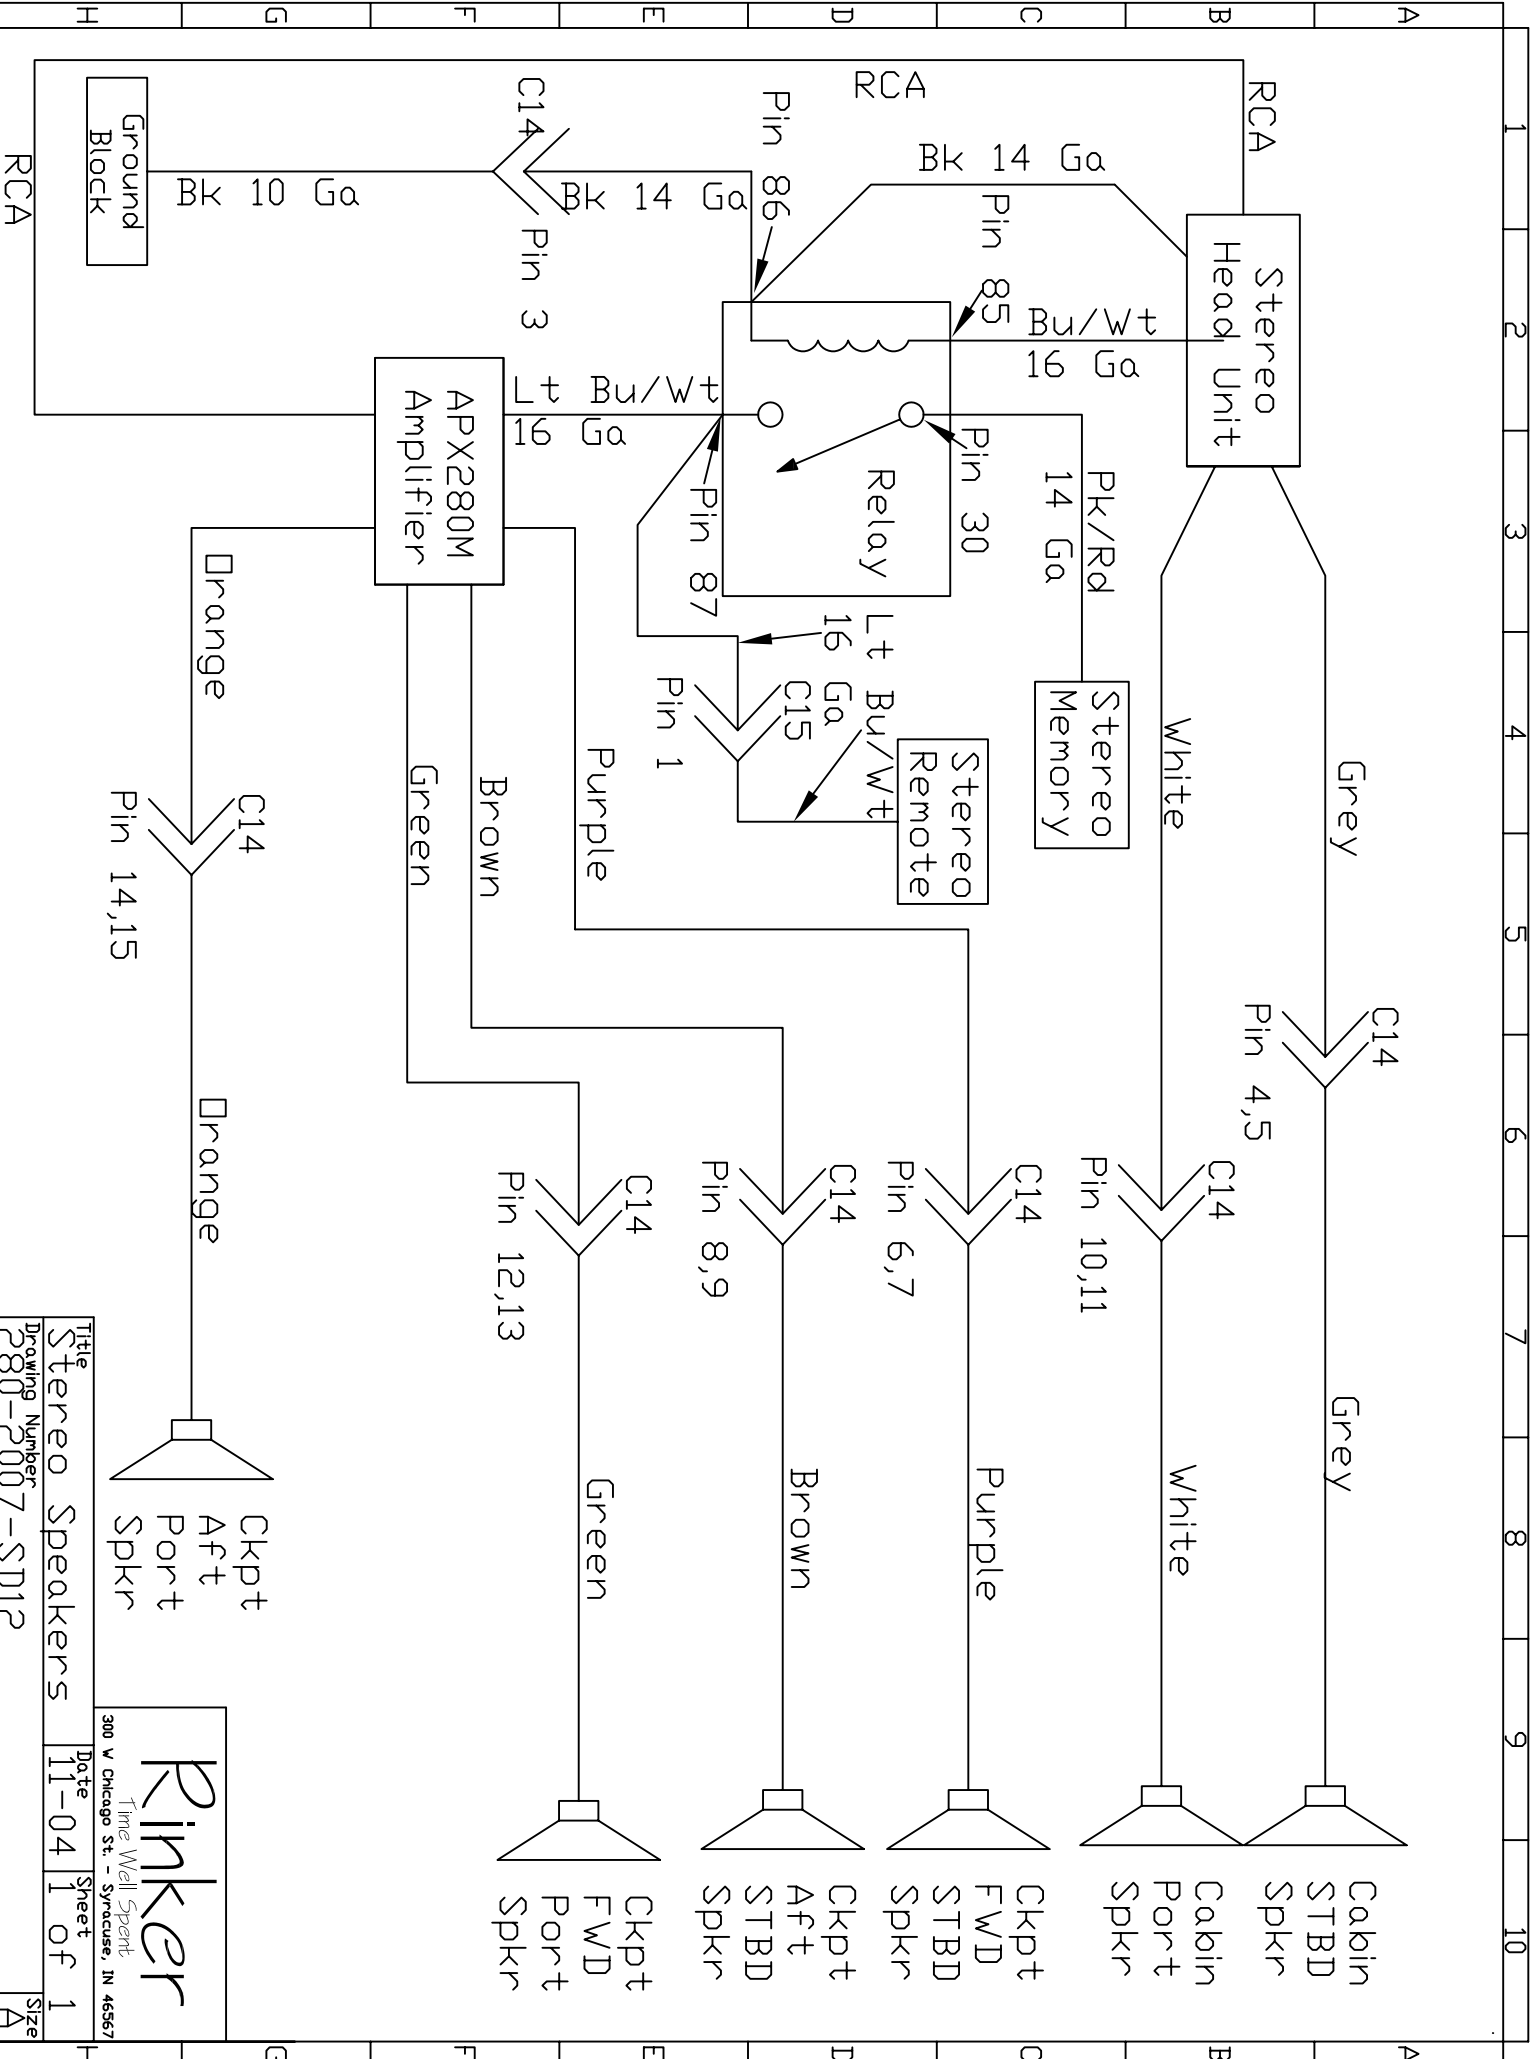 A
B
C
D
E
F
G
H
1
2
3
4
5
6
7
8
9
10
RCA
RCA
RCA
Stereo
Head Unit
Grey
C14
Pin 4,5
Grey
Cabin
STBD
Spkr
White
C14
Pin 10,11
White
Cabin
Port
Spkr
Bk 14 Ga
Bu/Wt
16 Ga
Pin 85
Pin 86
Pk/Rd
14 Ga
Pin 30
Stereo
Memory
Relay
Pin 87
Lt Bu/Wt
16 Ga
C15
Pin 1
Stereo
Remote
Lt Bu/Wt
16 Ga
Bk 14 Ga
C14
Pin 3
Bk 10 Ga
Ground
Block
APX280M
Amplifier
Purple
C14
Pin 6,7
Purple
Ckpt
FWD
STBD
Spkr
Brown
C14
Pin 8,9
Brown
Ckpt
Aft
STBD
Spkr
Green
C14
Pin 12,13
Green
Ckpt
FWD
Port
Spkr
Orange
C14
Pin 14,15
Orange
Ckpt
Aft
Port
Spkr
Rinker
Time Well Spent
300 W Chicago St. - Syracuse, IN 46567
Title
Stereo Speakers
Date
11-04
Sheet
1 of 1
Drawing Number
280-2007-SD12
Size
A
A
B
C
D
E
F
G
H